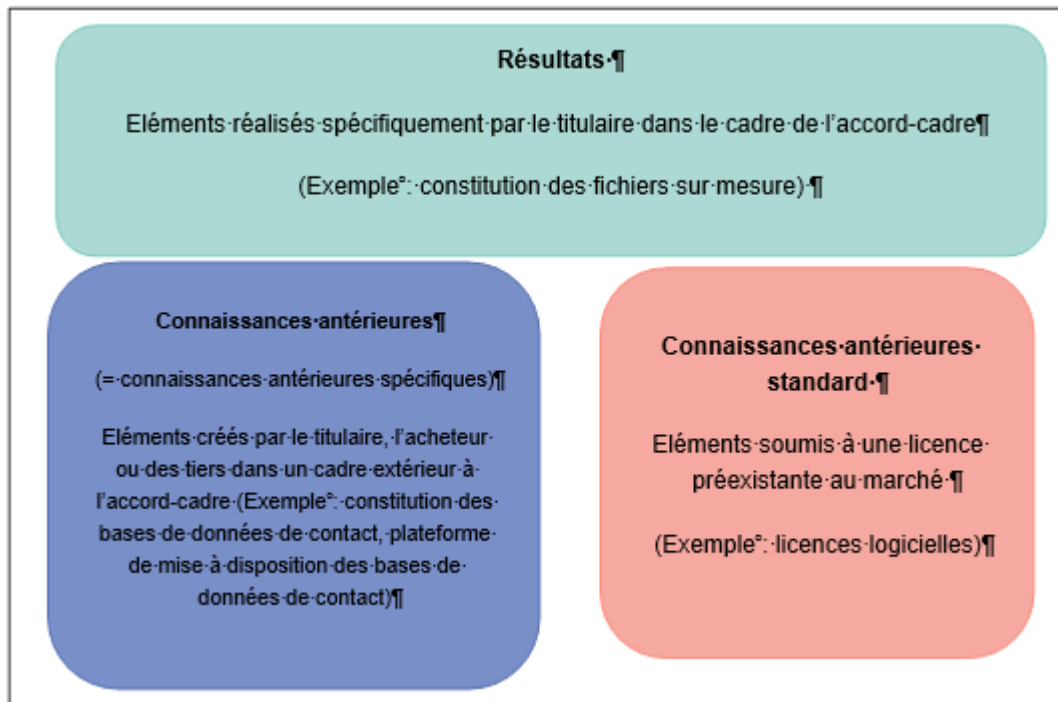 Résultats·¶
Eléments·réalisés·spécifiquement·par·le·titulaire·dans·le·cadre·de·l’accord-cadre¶
(Exemple°:·constitution·des·fichiers·sur·mesure)·¶
Connaissances·antérieures¶
(=·connaissances·antérieures·spécifiques)¶
Eléments·créés·par·le·titulaire,·l’acheteur·
ou·des·tiers·dans·un·cadre·extérieur·à·
l’accord-cadre·(Exemple°:·constitution·des·
bases·de·données·de·contact,·plateforme·
de·mise·à·disposition·des·bases·de·
données·de·contact)¶
Connaissances·antérieures·
standard·¶
Eléments·soumis·à·une·licence·
préexistante·au·marché·¶
(Exemple°:·licences·logicielles)¶